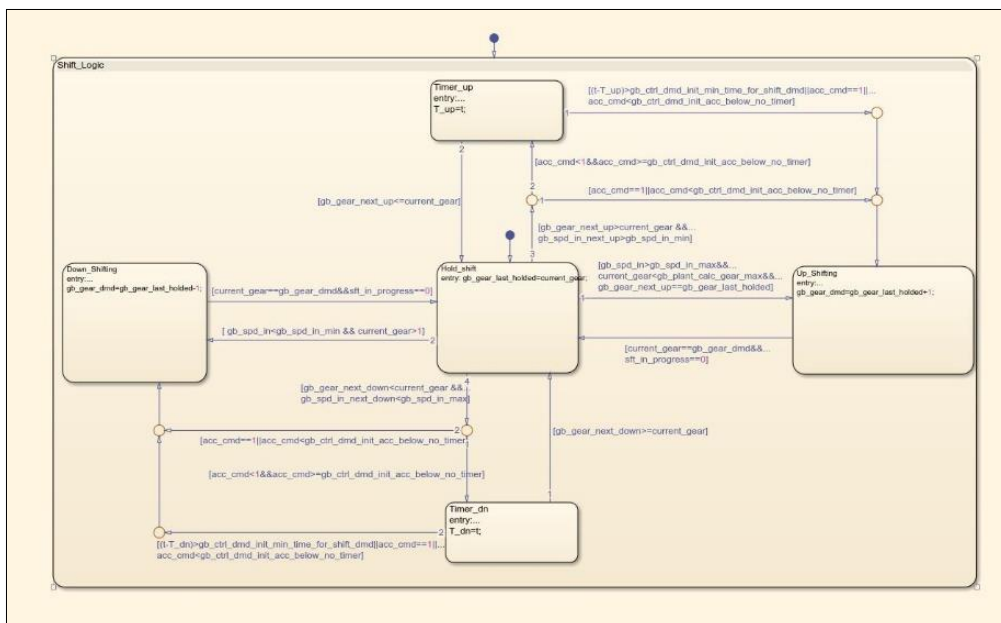 Shift_Logic
Timer_up
entry:...
T_up=t;
1
2
[(t-T_up)>gb_ctrl_dmd_init_min_time_for_shift_dmd||acc_cmd==1||...
acc_cmd<gb_ctrl_dmd_init_acc_below_no_timer]
[acc_cmd<1&&acc_cmd>=gb_ctrl_dmd_init_acc_below_no_timer]
2
1
[acc_cmd==1||acc_cmd<gb_ctrl_dmd_init_acc_below_no_timer]
[gb_gear_next_up<=current_gear]
[gb_gear_next_up>current_gear &&...
gb_spd_in_next_up>gb_spd_in_min]
3
Down_Shifting
entry:...
gb_gear_dmd=gb_gear_last_holded-1;
Hold_shift
entry: gb_gear_last_holded=current_gear;
[gb_spd_in>gb_spd_in_max&&...
current_gear<gb_plant_calc_gear_max&&...
gb_gear_next_up==gb_gear_last_holded]
1
Up_Shifting
entry:...
gb_gear_dmd=gb_gear_last_holded+1;
[current_gear==gb_gear_dmd&&sft_in_progress==0]
[ gb_spd_in<gb_spd_in_min && current_gear>1]
2
[current_gear==gb_gear_dmd&&...
sft_in_progress==0]
4
[gb_gear_next_down<current_gear &&...
gb_spd_in_next_down<gb_spd_in_max]
2
1
[acc_cmd==1||acc_cmd<gb_ctrl_dmd_init_acc_below_no_timer]
[gb_gear_next_down>=current_gear]
[acc_cmd<1&&acc_cmd>=gb_ctrl_dmd_init_acc_below_no_timer]
1
Timer_dn
entry:...
T_dn=t;
2
[(t-T_dn)>gb_ctrl_dmd_init_min_time_for_shift_dmd||acc_cmd==1||...
acc_cmd<gb_ctrl_dmd_init_acc_below_no_timer]